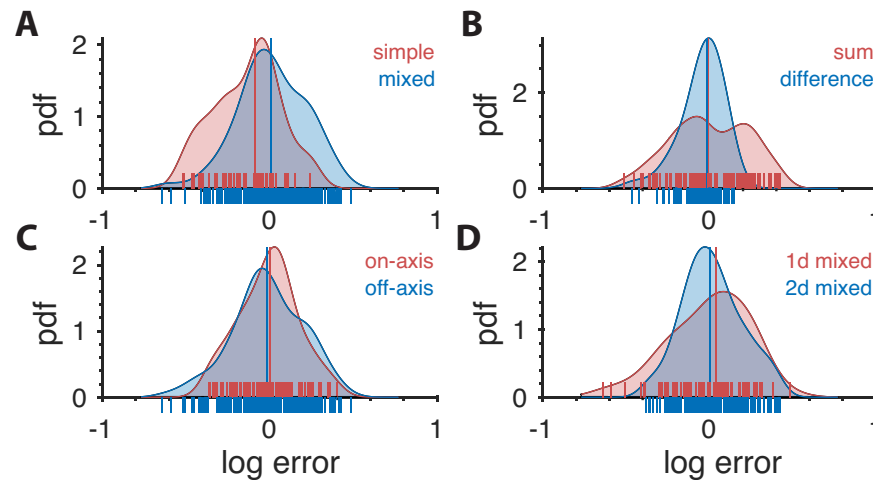 A
B
2
1
0
pdf
simple
mixed
-1
0
1
2
0
pdf
sum
difference
-1
0
1
C
D
2
1
0
pdf
on-axis
off-axis
-1
0
1
log error
2
1
0
pdf
1d mixed
2d mixed
-1
0
1
log error